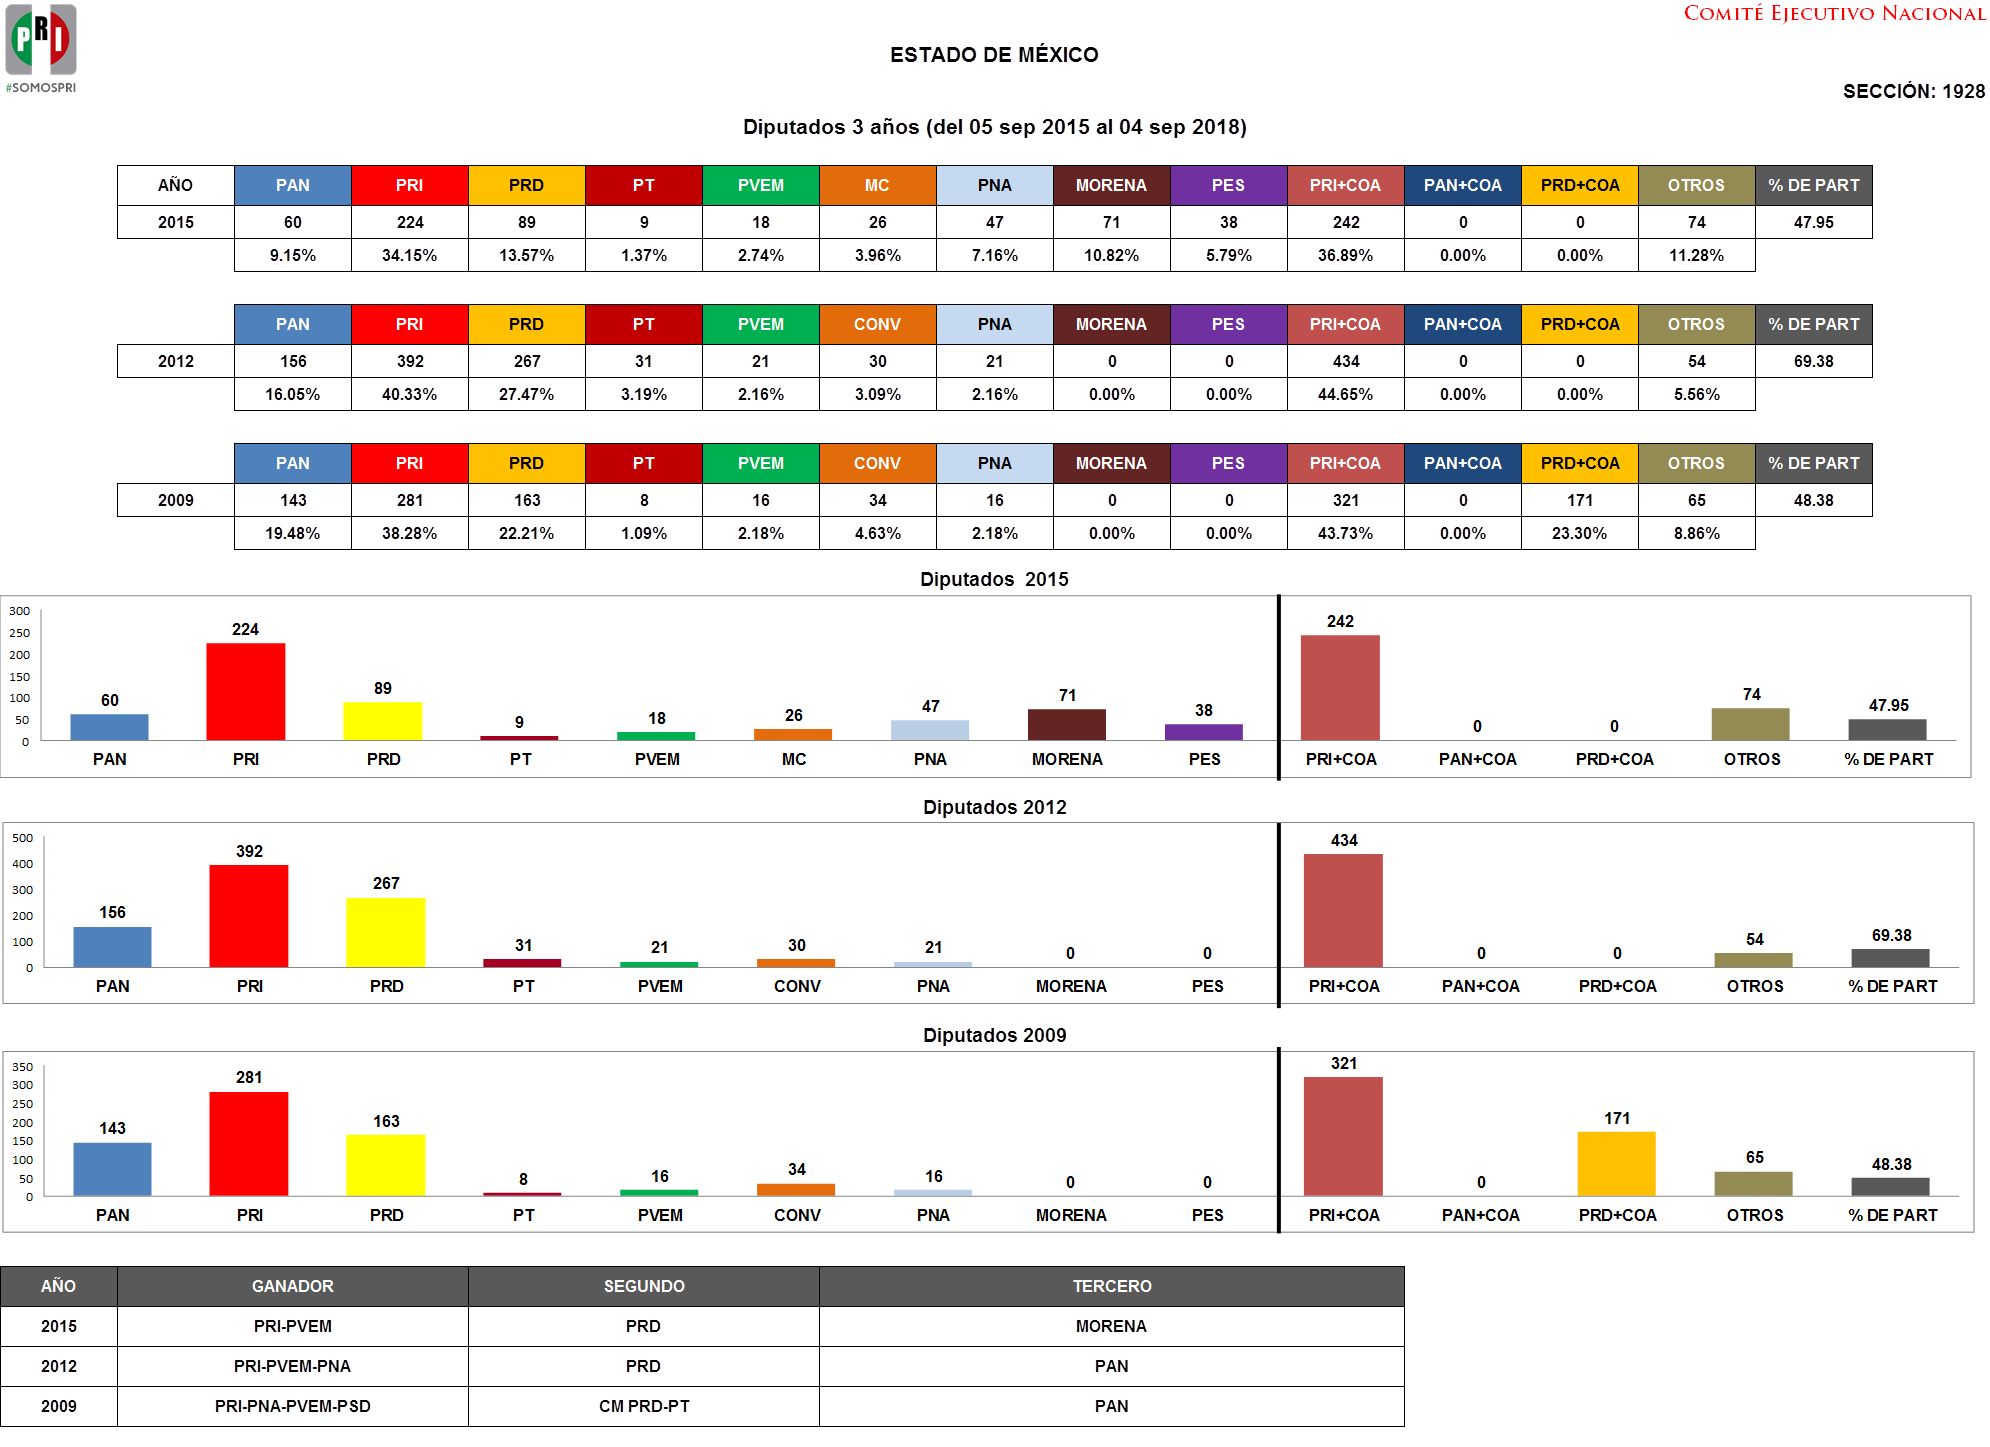 PRI
#SOMOSPRI
COMITÉ EJECUTIVO NACIONAL
ESTADO DE MÉXICO
SECCIÓN: 1928
Diputados 3 años (del 05 sep 2015 al 04 sep 2018)
AÑO PAN PRI PRD PT PVEM MC PNA MORENA PES PRI+COA PAN+COA PRD+COA OTROS % DE PART
2015 60 224 89 9 18 26 47 71 38 242 0 0 74 47.95
9.15% 34.15% 13.57% 1.37% 2.74% 3.96% 7.16% 10.82% 5.79% 36.89% 0.00% 0.00% 11.28%
PAN PRI PRD PT PVEM CONV PNA MORENA PES PRI+COA PAN+COA PRD+COA OTROS % DE PART
2012 156 392 267 31 21 30 21 0 0 434 0 0 54 69.38
16.05% 40.33% 27.47% 3.19% 2.16% 3.09% 2.16% 0.00% 0.00% 44.65% 0.00% 0.00% 5.56%
PAN PRI PRD PT PVEM CONV PNA MORENA PES PRI+COA PAN+COA PRD+COA OTROS % DE PART
2009 143 281 163 8 16 34 16 0 0 321 0 171 65 48.38
19.48% 38.28% 22.21% 1.09% 2.18% 4.63% 2.18% 0.00% 0.00% 43.73% 0.00% 23.30% 8.86%
Diputados 2015
300
250
200
150
100
50
0
60 224 89 9 18 26 47 71 38 242 0 0 74 47.95
PAN PRI PRD PT PVEM MC PNA MORENA PES PRI+COA PAN+COA PRD+COA OTROS % DE PART
Diputados 2012
500
400
300
200
100
0
156 392 267 31 21 30 21 0 0 434 0 0 54 69.38
PAN PRI PRD PT PVEM CONV PNA MORENA PES PRI+COA PAN+COA PRD+COA OTROS % DE PART
Diputados 2009
350
300
250
200
150
100
50
0
143 281 163 8 16 34 16 0 0 321 0 171 65 48.38
PAN PRI PRD PT PVEM CONV PNA MORENA PES PRI+COA PAN+COA PRD+COA OTROS % DE PART
AÑO GANADOR SEGUNDO TERCERO
2015 PRI-PVEM PRD MORENA
2012 PRI-PVEM-PNA PRD PAN
2009 PRI-PNA-PVEM-PSD CM PRD-PT PAN